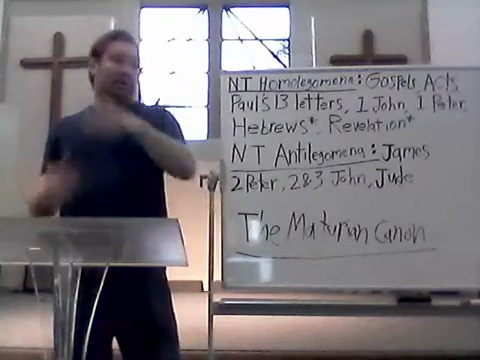 NT Homolegomena: Gospels, Acts,
Paul's 13 letters, 1 John, 1 Peter,
Hebrews*, Revelation*
NT Antilegomena: James
2 Peter, 2&3 John, Jude
The Maturian Canon